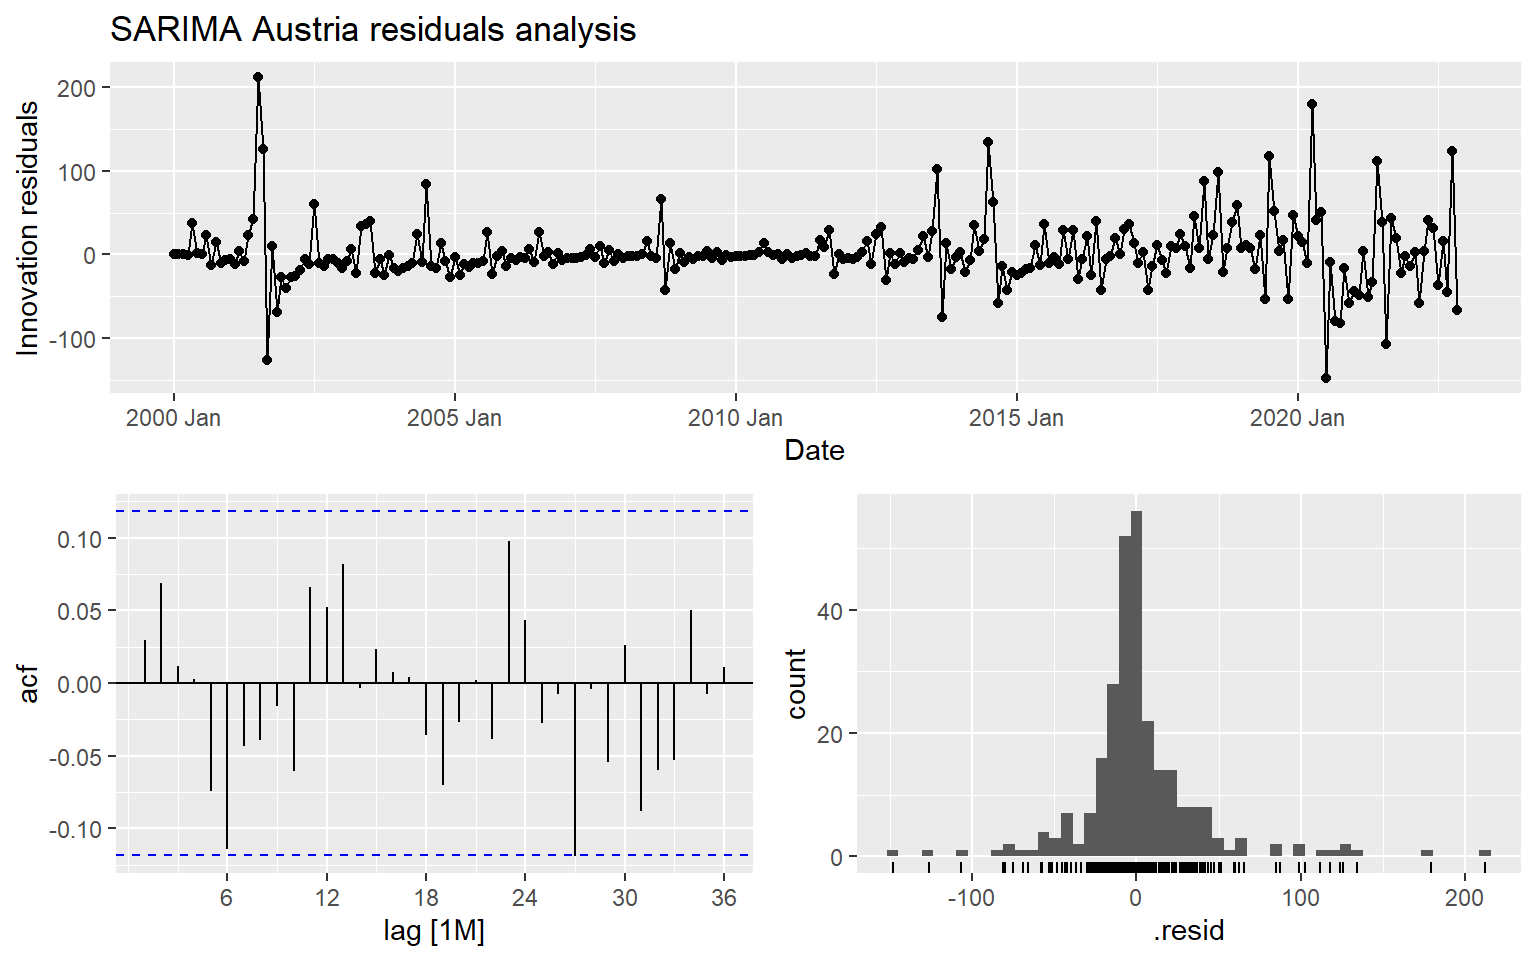 SARIMA Austria residuals analysis
Innovation residuals
200
100
0
-100
2000 Jan 2005 Jan 2010 Jan 2015 Jan 2020 Jan
Date
acf
0.10
0.05
0.00
-0.05
-0.10
6 12 18 24 30 36
lag [1M]
count
40
20
0
-100 0 100 200
.resid